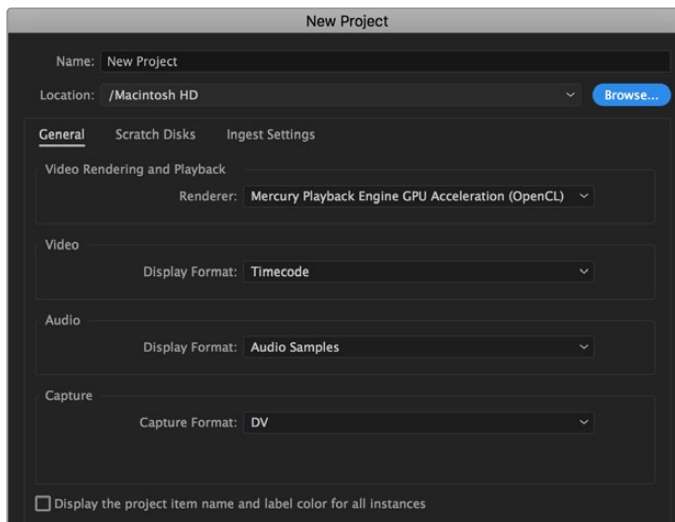 New Project
Name: New Project
Location: /Macintosh HD Browse...
General Scratch Disks Ingest Settings
Video Rendering and Playback
Renderer: Mercury Playback Engine GPU Acceleration (OpenCL)
Video
Display Format: Timecode
Audio
Display Format: Audio Samples
Capture
Capture Format: DV
Display the project item name and label color for all instances